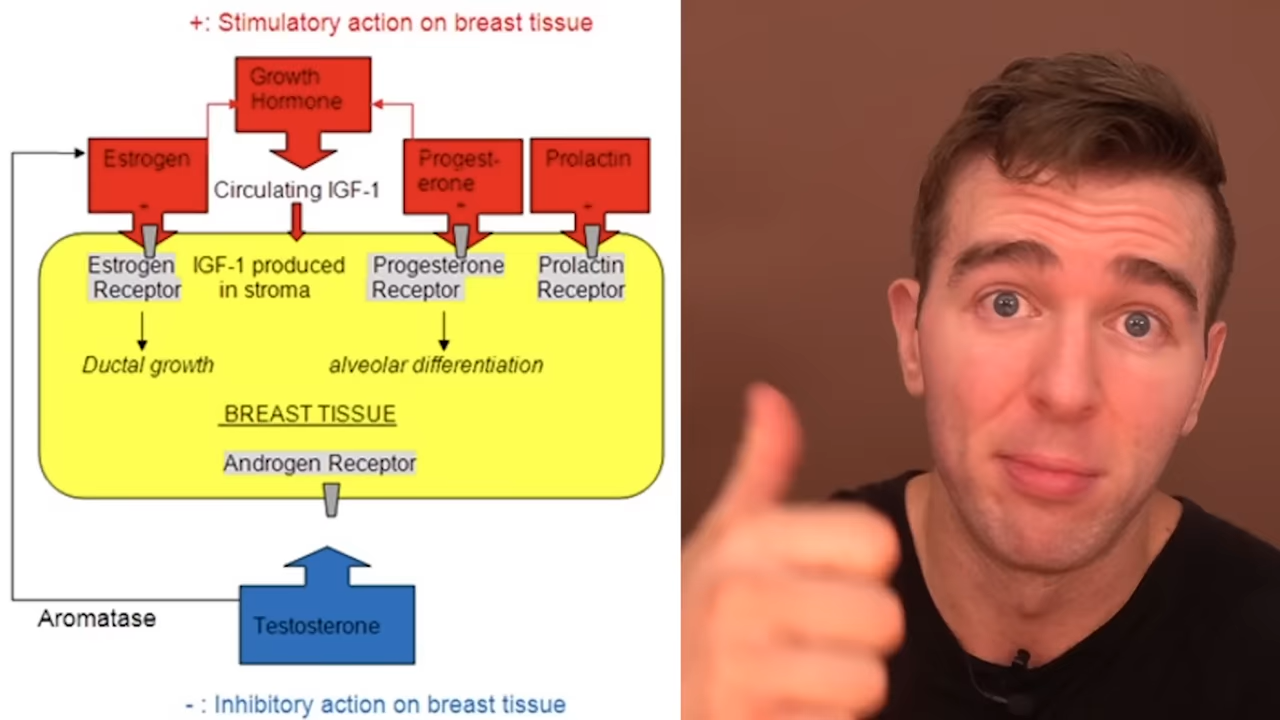 +: Stimulatory action on breast tissue
Growth
Hormone
Estrogen
-
Circulating IGF-1
Progest-
erone
-
Prolactin
-
Estrogen
Receptor
IGF-1 produced
in stroma
Progesterone
Receptor
Prolactin
Receptor
Ductal growth
alveolar differentiation
BREAST TISSUE
Androgen Receptor
Testosterone
Aromatase
- : Inhibitory action on breast tissue